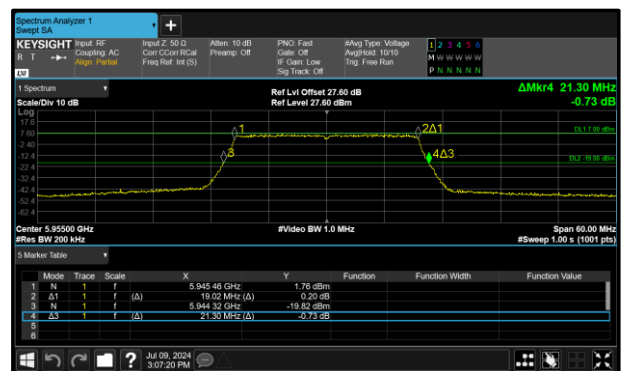 Spectrum Analyzer 1
Swept SA
+
KEYSIGHT
R T
LXI
Input: RF
Coupling: AC
Align: Partial
Input Z: 50 Ω
Corr CCorr RCal
Freq Ref: Int (S)
Atten: 10 dB
Preamp: Off
PNO: Fast
Gate: Off
IF Gain: Low
Sig Track: Off
#Avg Type: Voltage
Avg|Hold: 10/10
Trig: Free Run
1 2 3 4 5 6
M W W W W W
P N N N N N
1 Spectrum
Scale/Div 10 dB
Ref Lvl Offset 27.60 dB
Ref Level 27.60 dBm
ΔMkr4 21.30 MHz
-0.73 dB
Log
17.6
7.60
-2.40
-12.4
-22.4
-32.4
-42.4
-52.4
-62.4
1
2Δ1
3
4Δ3
DL1 7.00 dBm
DL2 -19.00 dBm
Center 5.95500 GHz
#Res BW 200 kHz
#Video BW 1.0 MHz
Span 60.00 MHz
#Sweep 1.00 s (1001 pts)
5 Marker Table
Mode Trace Scale X Y Function Function Width Function Value
1 N 1 f 5.945 46 GHz 1.76 dBm
2 Δ1 1 f (Δ) 19.02 MHz (Δ) 0.20 dB
3 N 1 f 5.944 32 GHz -19.82 dBm
4 Δ3 1 f (Δ) 21.30 MHz (Δ) -0.73 dB
5
6
?
Jul 09, 2024
3:07:20 PM